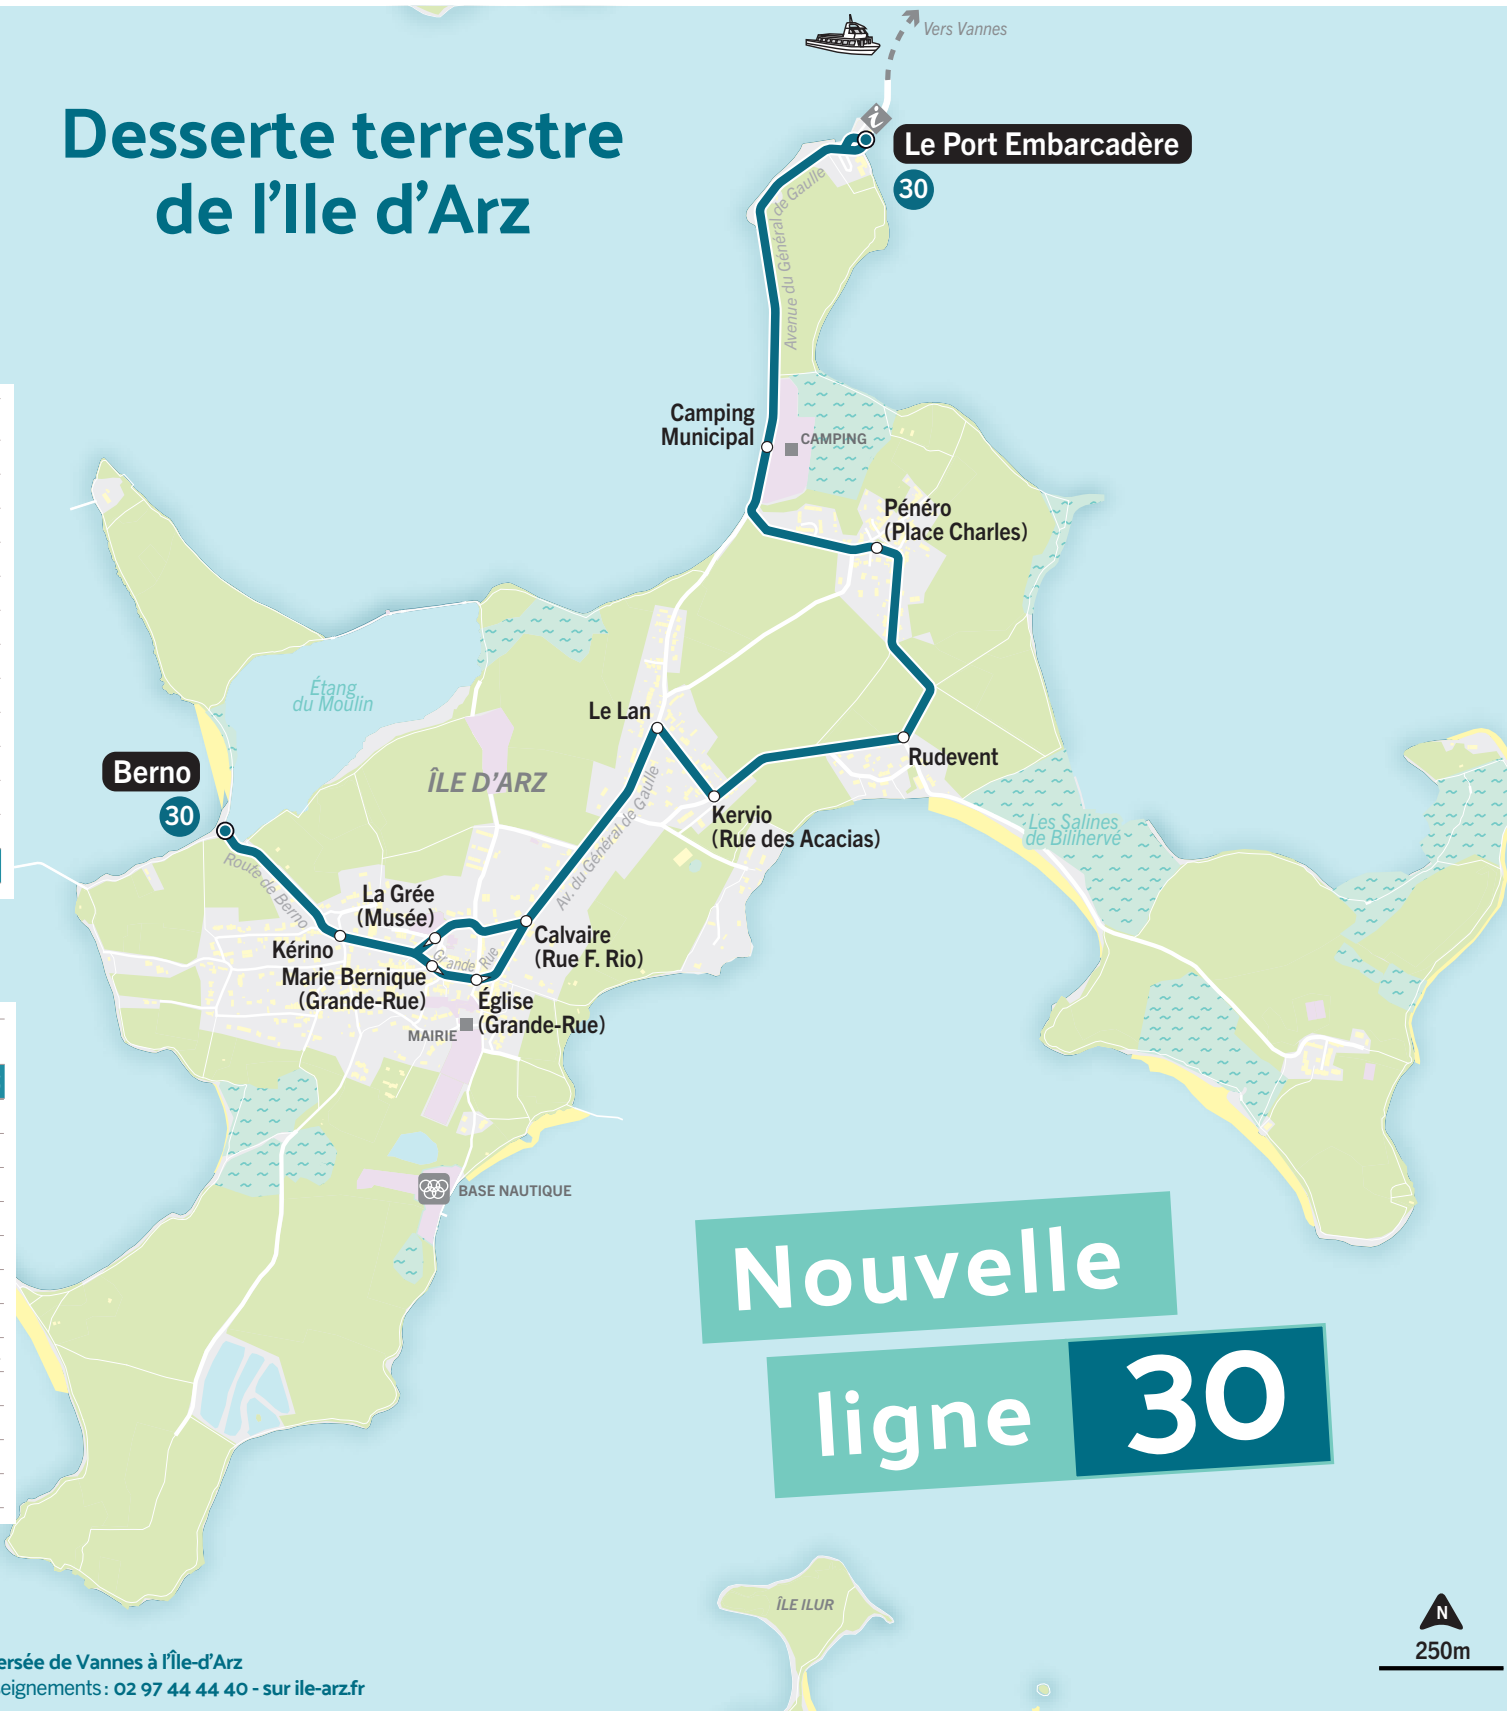 Vers Vannes
Desserte terrestre
de l'Ile d'Arz
Le Port Embarcadère
30
Avenue du Général de Gaulle
Camping
Municipal
CAMPING
Pénéro
(Place Charles)
Étang
du Moulin
Le Lan
Rudevent
ÎLE D'ARZ
Berno
30
Kervio
(Rue des Acacias)
Les Salines
de Bilihervé
Av. du Général de Gaulle
Route de Berno
La Grée
(Musée)
Calvaire
(Rue F. Rio)
Kérino
Grande Rue
Marie Bernique
(Grande-Rue)
Église
(Grande-Rue)
MAIRIE
BASE NAUTIQUE
Nouvelle
ligne 30
ÎLE ILUR
N
250m
ersée de Vannes à l'Île-d'Arz
eignements : 02 97 44 44 40 - sur ile-arz.fr